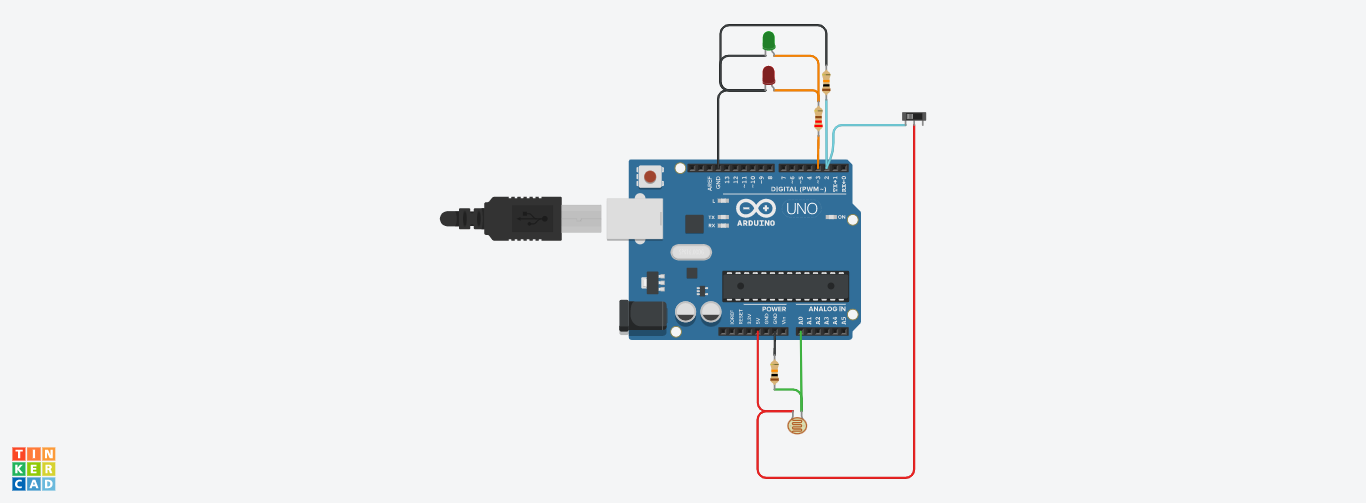 AREF
GND
13
12
~11
~10
~9
8
7
~6
~5
4
~3
2
TX→1
RX←0
DIGITAL (PWM~)
L
TX
RX
UNO
ON
ARDUINO
POWER
ANALOG IN
IOREF
RESET
3.3V
5V
GND
GND
Vin
A0
A1
A2
A3
A4
A5
TIN
KER
CAD